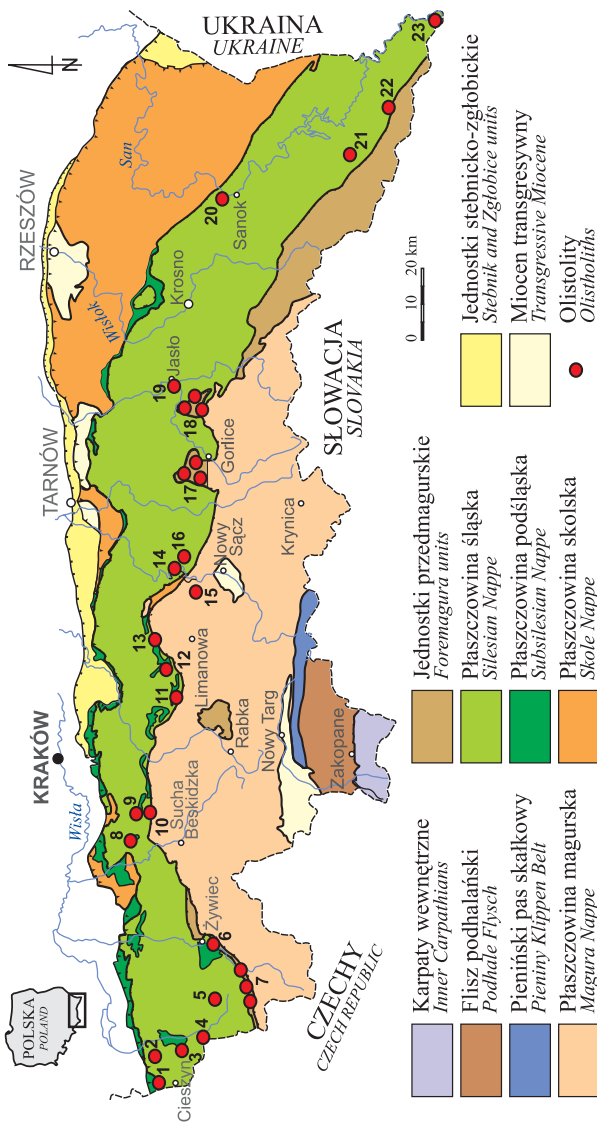 POLSKA
POLAND
KRAKÓW
TARNÓW
RZESZÓW
UKRAINA
UKRAINE
N
Wisła
Wisłok
San
Cieszyn
Żywiec
Sucha
Beskidzka
Rabka
Limanowa
Nowy
Sącz
Nowy Targ
Zakopane
Krynica
Gorlice
Jasło
Krosno
Sanok
1
2
3
4
5
6
7
8
9
10
11
12
13
14
15
16
17
18
19
20
21
22
23
CZECHY
CZECH REPUBLIC
SŁOWACJA
SLOVAKIA
0 10 20 km
Karpaty wewnętrzne
Inner Carpathians
Flisz podhalański
Podhale Flysch
Pieniński pas skałkowy
Pieniny Klippen Belt
Płaszczowina magurska
Magura Nappe
Jednostki przedmagurskie
Foremagura units
Płaszczowina śląska
Silesian Nappe
Płaszczowina podśląska
Subsilesian Nappe
Płaszczowina skolska
Skole Nappe
Jednostki stebnicko-zgłobickie
Stebnik and Zgłobice units
Miocen transgresywny
Transgressive Miocene
Olistolity
Olistholiths